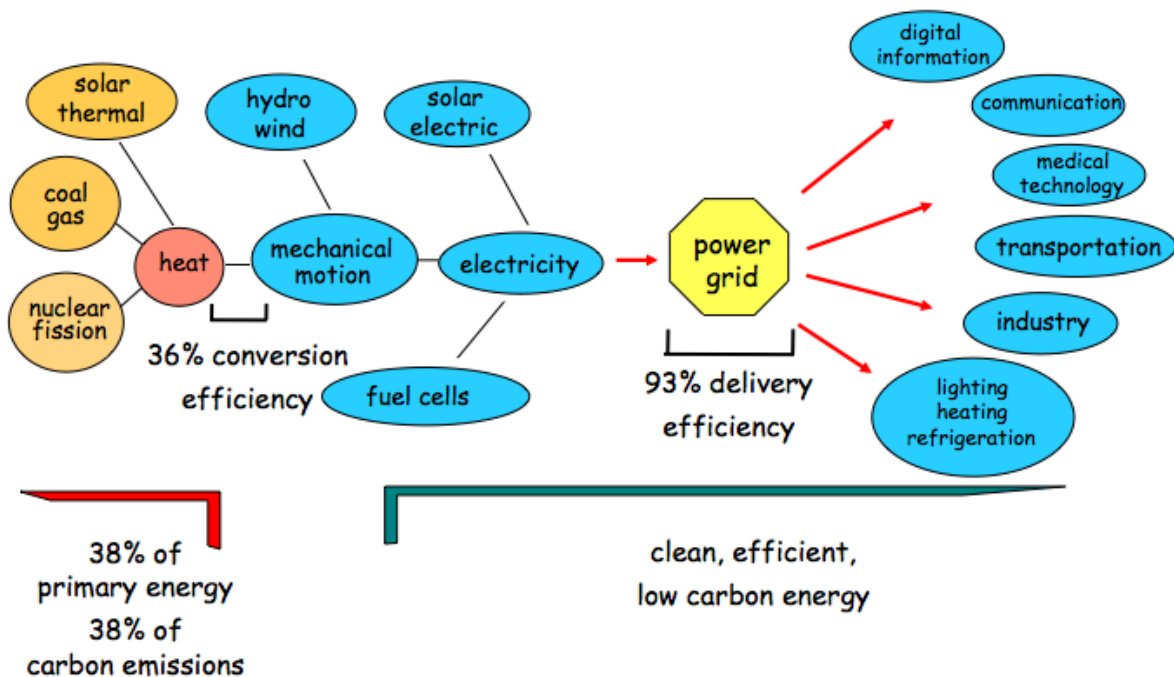 solar
thermal
hydro
wind
solar
electric
digital
information
communication
medical
technology
transportation
industry
lighting
heating
refrigeration
coal
gas
heat
mechanical
motion
electricity
power
grid
nuclear
fission
36% conversion
efficiency
fuel cells
93% delivery
efficiency
38% of
primary energy
38% of
carbon emissions
clean, efficient,
low carbon energy